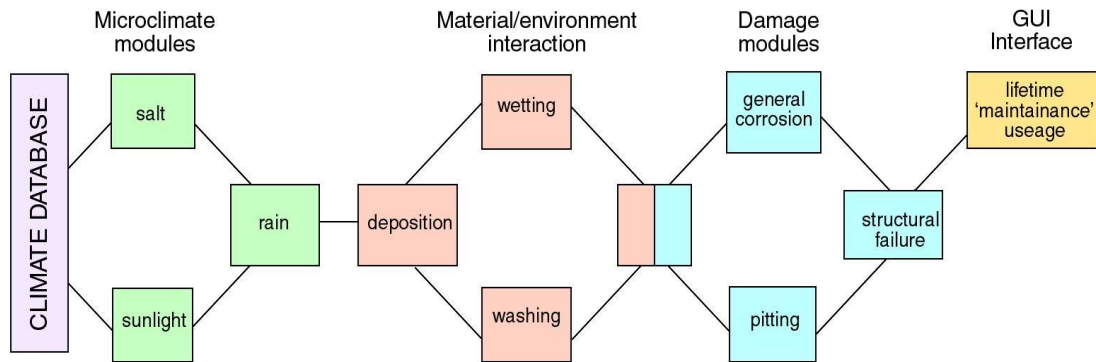 Microclimate
modules
Material/environment
interaction
Damage
modules
GUI
Interface
CLIMATE DATABASE
salt
sunlight
rain
deposition
wetting
washing
general
corrosion
pitting
structural
failure
lifetime
‘maintainance’
useage